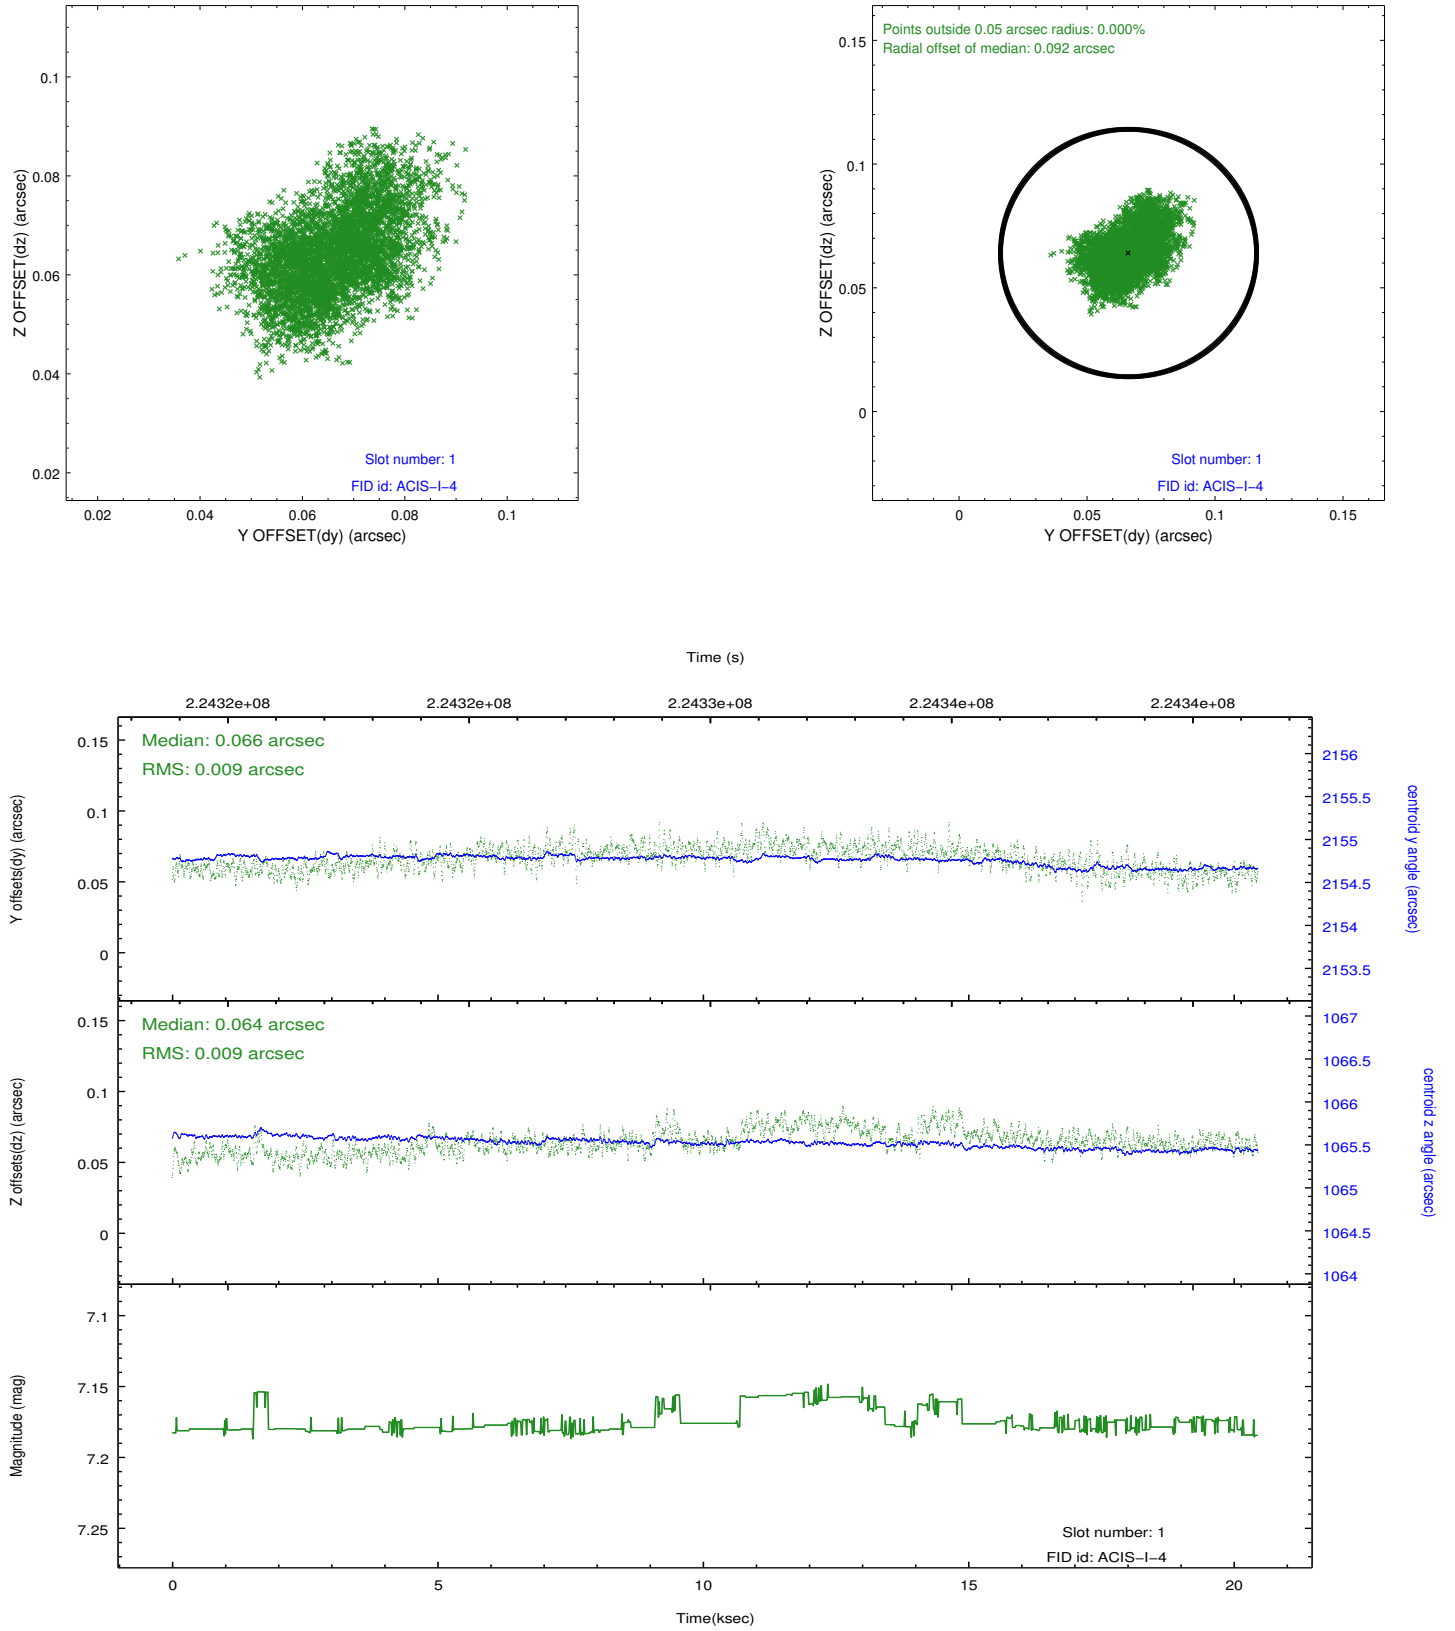 0.1
0.08
0.06
0.04
0.02
Z OFFSET(dz) (arcsec)
Slot number: 1
FID id: ACIS−I−4
0.02 0.04 0.06 0.08 0.1
Y OFFSET(dy) (arcsec)
Points outside 0.05 arcsec radius: 0.000%
Radial offset of median: 0.092 arcsec
0.15
0.1
0.05
0
Z OFFSET(dz) (arcsec)
Slot number: 1
FID id: ACIS−I−4
0 0.05 0.1 0.15
Y OFFSET(dy) (arcsec)
Time (s)
2.2432e+08 2.2432e+08 2.2433e+08 2.2434e+08 2.2434e+08
Median: 0.066 arcsec
RMS: 0.009 arcsec
0.15
0.1
0.05
0
Y offsets(dy) (arcsec)
2156
2155.5
2155
2154.5
2154
2153.5
centroid y angle (arcsec)
Median: 0.064 arcsec
RMS: 0.009 arcsec
0.15
0.1
0.05
0
Z offsets(dz) (arcsec)
1067
1066.5
1066
1065.5
1065
1064.5
1064
centroid z angle (arcsec)
7.1
7.15
7.2
7.25
Magnitude (mag)
Slot number: 1
FID id: ACIS−I−4
0 5 10 15 20
Time(ksec)